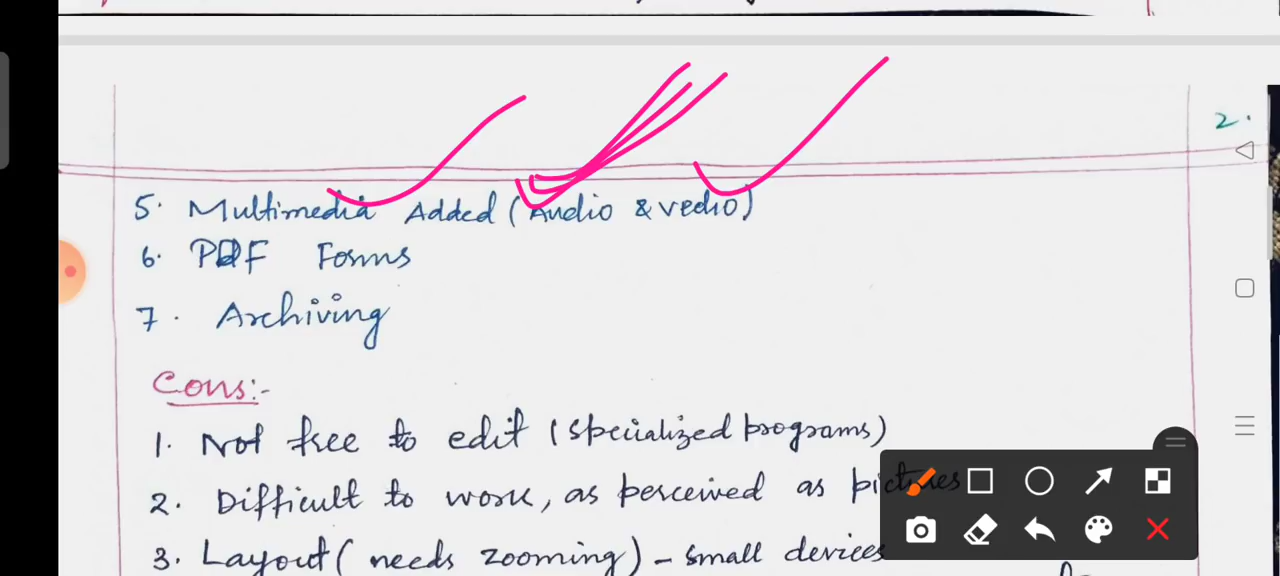 2.
5. Multimedia Added (Audio & vedio)
6. PDF Forms
7. Archiving
Cons:-
1. Not free to edit (specialized programs)
2. Difficult to work, as perceived as pictures
3. Layout (needs zooming) - small devices